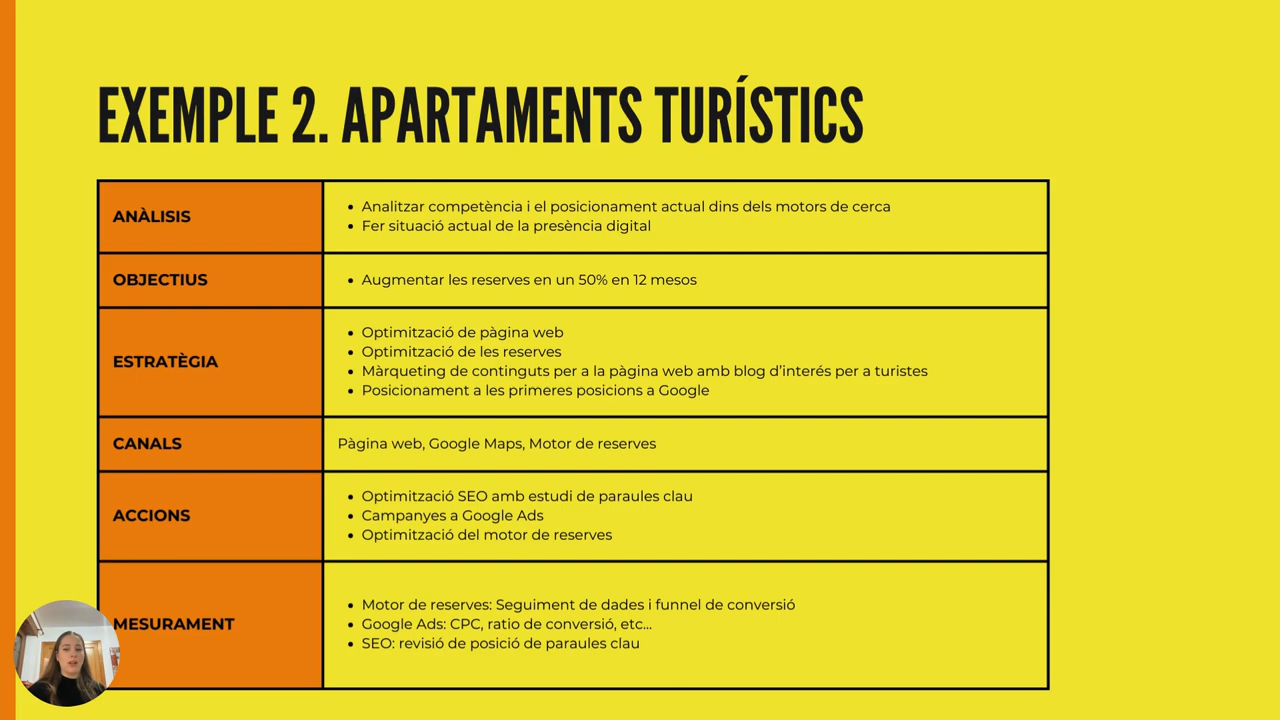 EXEMPLE 2. APARTAMENTS TURÍSTICS
ANÀLISIS
• Analitzar competència i el posicionament actual dins dels motors de cerca
• Fer situació actual de la presència digital
OBJECTIUS
• Augmentar les reserves en un 50% en 12 mesos
ESTRATÈGIA
• Optimització de pàgina web
• Optimització de les reserves
• Màrqueting de continguts per a la pàgina web amb blog d'interés per a turistes
• Posicionament a les primeres posicions a Google
CANALS
Pàgina web, Google Maps, Motor de reserves
ACCIONS
• Optimització SEO amb estudi de paraules clau
• Campanyes a Google Ads
• Optimització del motor de reserves
MESURAMENT
• Motor de reserves: Seguiment de dades i funnel de conversió
• Google Ads: CPC, ratio de conversió, etc...
• SEO: revisió de posició de paraules clau